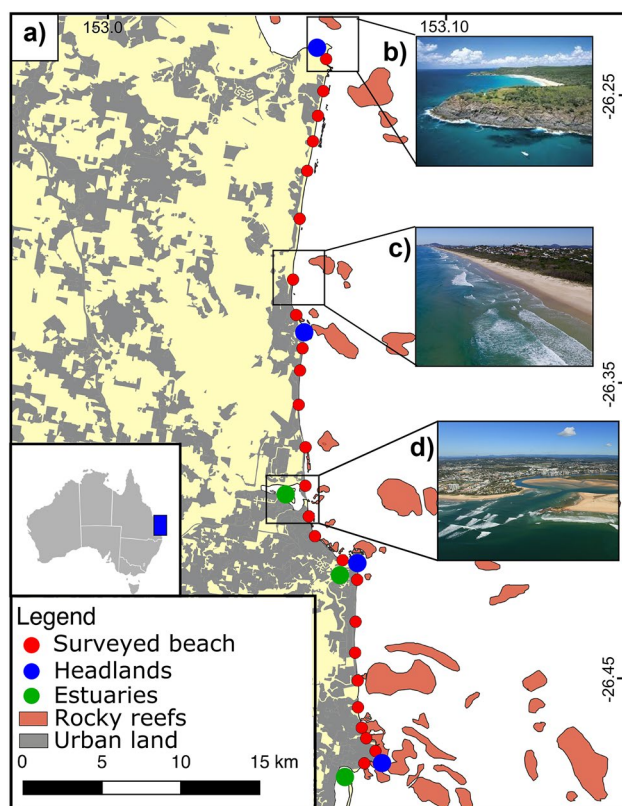 153.0
153.10
a)
b)
-26.25
c)
-26.35
d)
-26.45
Legend
Surveyed beach
Headlands
Estuaries
Rocky reefs
Urban land
0 5 10 15 km